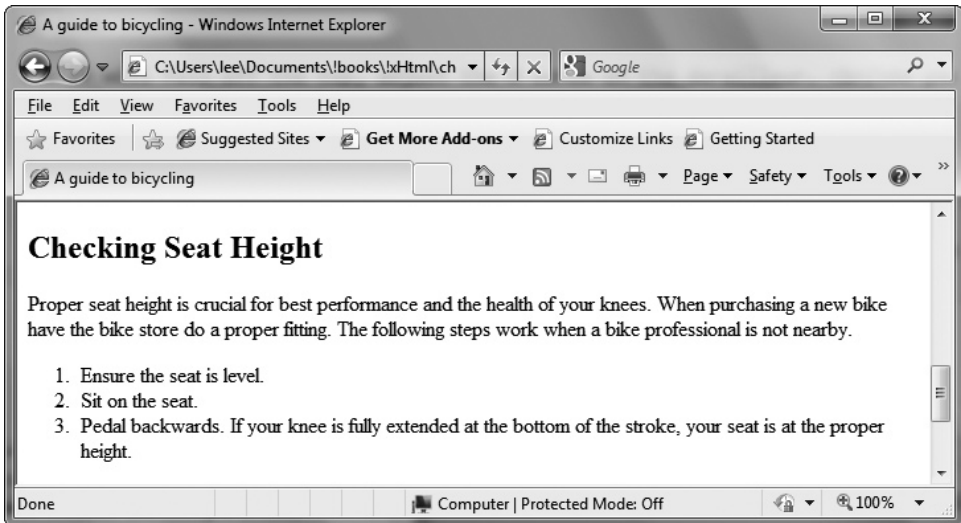 A guide to bicycling - Windows Internet Explorer
C:\Users\lee\Documents\!books\!xHtml\ch
Google
File Edit View Favorites Tools Help
Favorites Suggested Sites Get More Add-ons Customize Links Getting Started
A guide to bicycling Page Safety Tools
Checking Seat Height
Proper seat height is crucial for best performance and the health of your knees. When purchasing a new bike
have the bike store do a proper fitting. The following steps work when a bike professional is not nearby.
1. Ensure the seat is level.
2. Sit on the seat.
3. Pedal backwards. If your knee is fully extended at the bottom of the stroke, your seat is at the proper
height.
Done Computer | Protected Mode: Off 100%